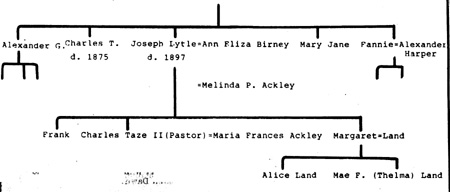 Alexander G. Charles T. Joseph Lytle=Ann Eliza Birney Mary Jane Fannie=Alexander
d. 1875 d. 1897 Harper
=Melinda P. Ackley
Frank Charles Taze II(Pastor)=Maria Frances Ackley Margaret=Land
Alice Land Mae F. (Thelma) Land